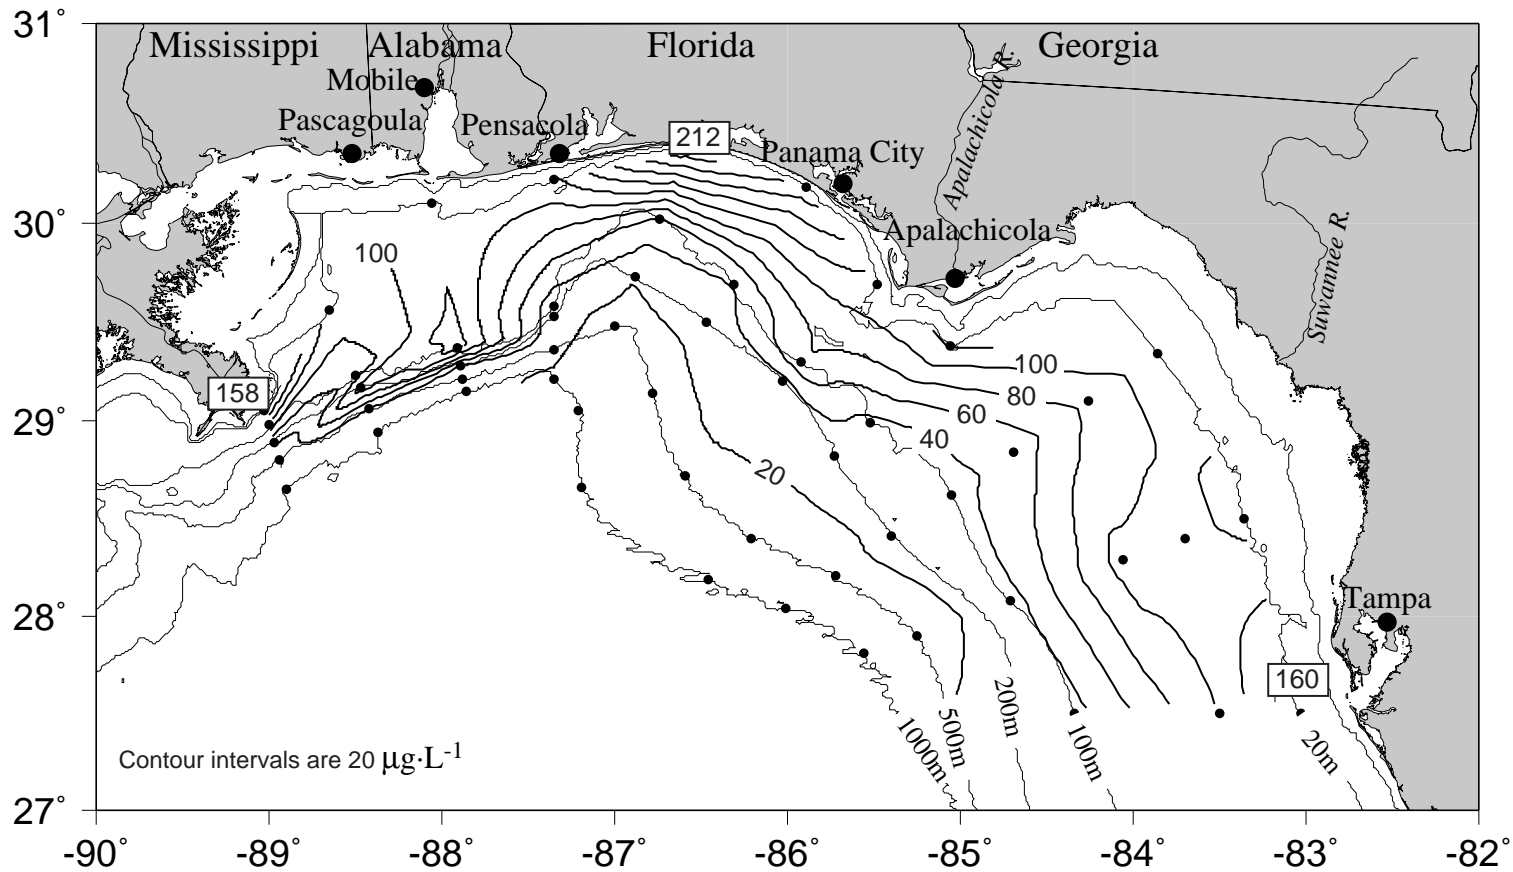 31°
Mississippi Alabama Florida Georgia
Mobile
Pascagoula Pensacola 212
Panama City
Apalachicola R.
30°
Apalachicola
Suwannee R.
100
158
100
80
60
40
20
29°
28°
Tampa
160
1000m 500m 200m 100m 20m
Contour intervals are 20 µg·L-1
27°
-90° -89° -88° -87° -86° -85° -84° -83° -82°